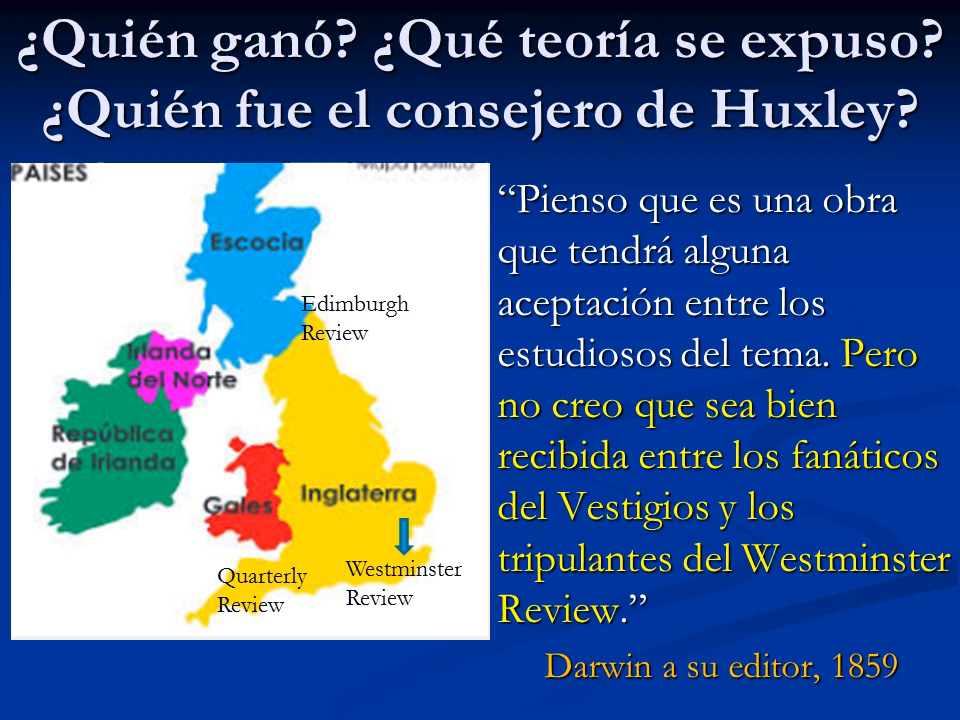 ¿Quién ganó? ¿Qué teoría se expuso?
¿Quién fue el consejero de Huxley?
PAISES
Mapa político
Escocia
Edimburgh
Review
Irlanda
del Norte
República
de Irlanda
Gales
Inglaterra
Quarterly
Review
Westminster
Review
“Pienso que es una obra
que tendrá alguna
aceptación entre los
estudiosos del tema. Pero
no creo que sea bien
recibida entre los fanáticos
del Vestigios y los
tripulantes del Westminster
Review.”
Darwin a su editor, 1859